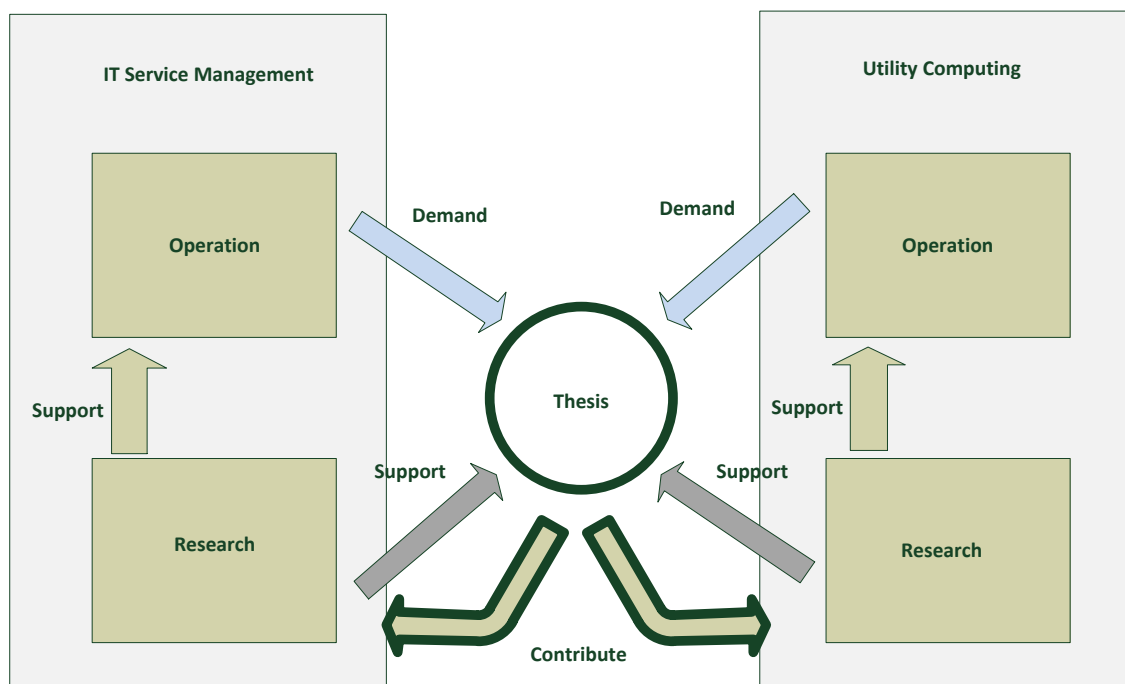 IT Service Management
Utility Computing
Demand
Demand
Operation
Operation
Thesis
Support
Support
Support
Support
Research
Research
Contribute